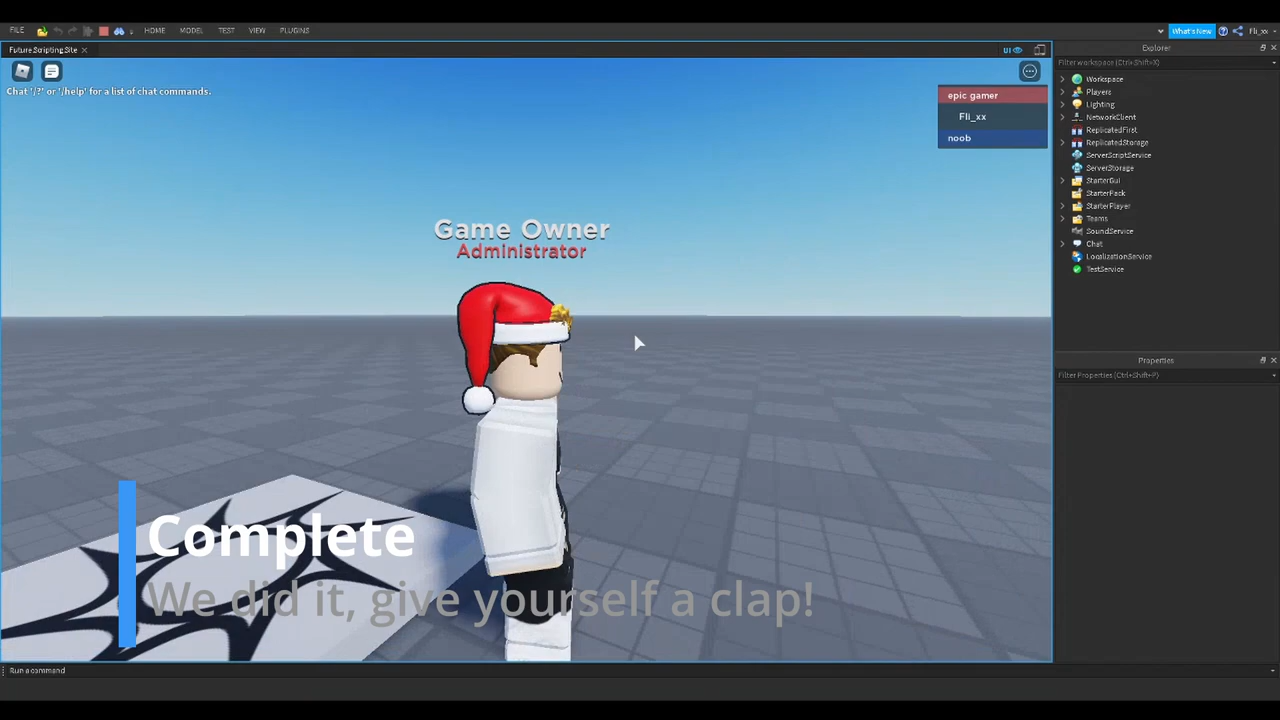 FILE
HOME
MODEL
TEST
VIEW
PLUGINS
What's New
Fli_xx
Future Scripting Site
UI
Explorer
Filter workspace (Ctrl+Shift+X)
Chat '/?' or '/help' for a list of chat commands.
epic gamer
Fli_xx
noob
Workspace
Players
Lighting
NetworkClient
ReplicatedFirst
ReplicatedStorage
ServerScriptService
ServerStorage
StarterGui
StarterPack
StarterPlayer
Teams
SoundService
Chat
LocalizationService
TestService
Game Owner
Administrator
Properties
Filter Properties (Ctrl+Shift+P)
Complete
We did it, give yourself a clap!
Run a command